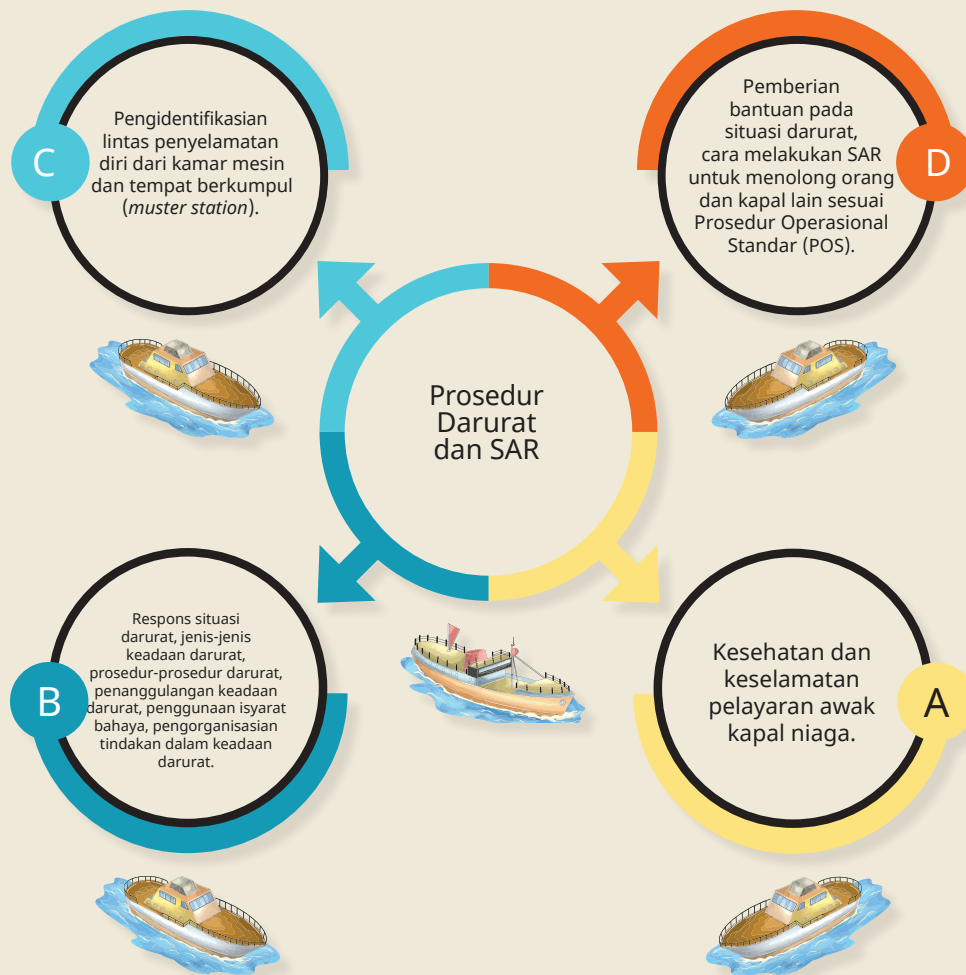 C
Pengidentifikasian
lintas penyelamatan
diri dari kamar mesin
dan tempat berkumpul
(muster station).
D
Pemberian
bantuan pada
situasi darurat,
cara melakukan SAR
untuk menolong orang
dan kapal lain sesuai
Prosedur Operasional
Standar (POS).
Prosedur
Darurat
dan SAR
B
Respons situasi
darurat, jenis-jenis
keadaan darurat,
prosedur-prosedur darurat,
penanggulangan keadaan
darurat, penggunaan isyarat
bahaya, pengorganisasian
tindakan dalam keadaan
darurat.
A
Kesehatan dan
keselamatan
pelayaran awak
kapal niaga.